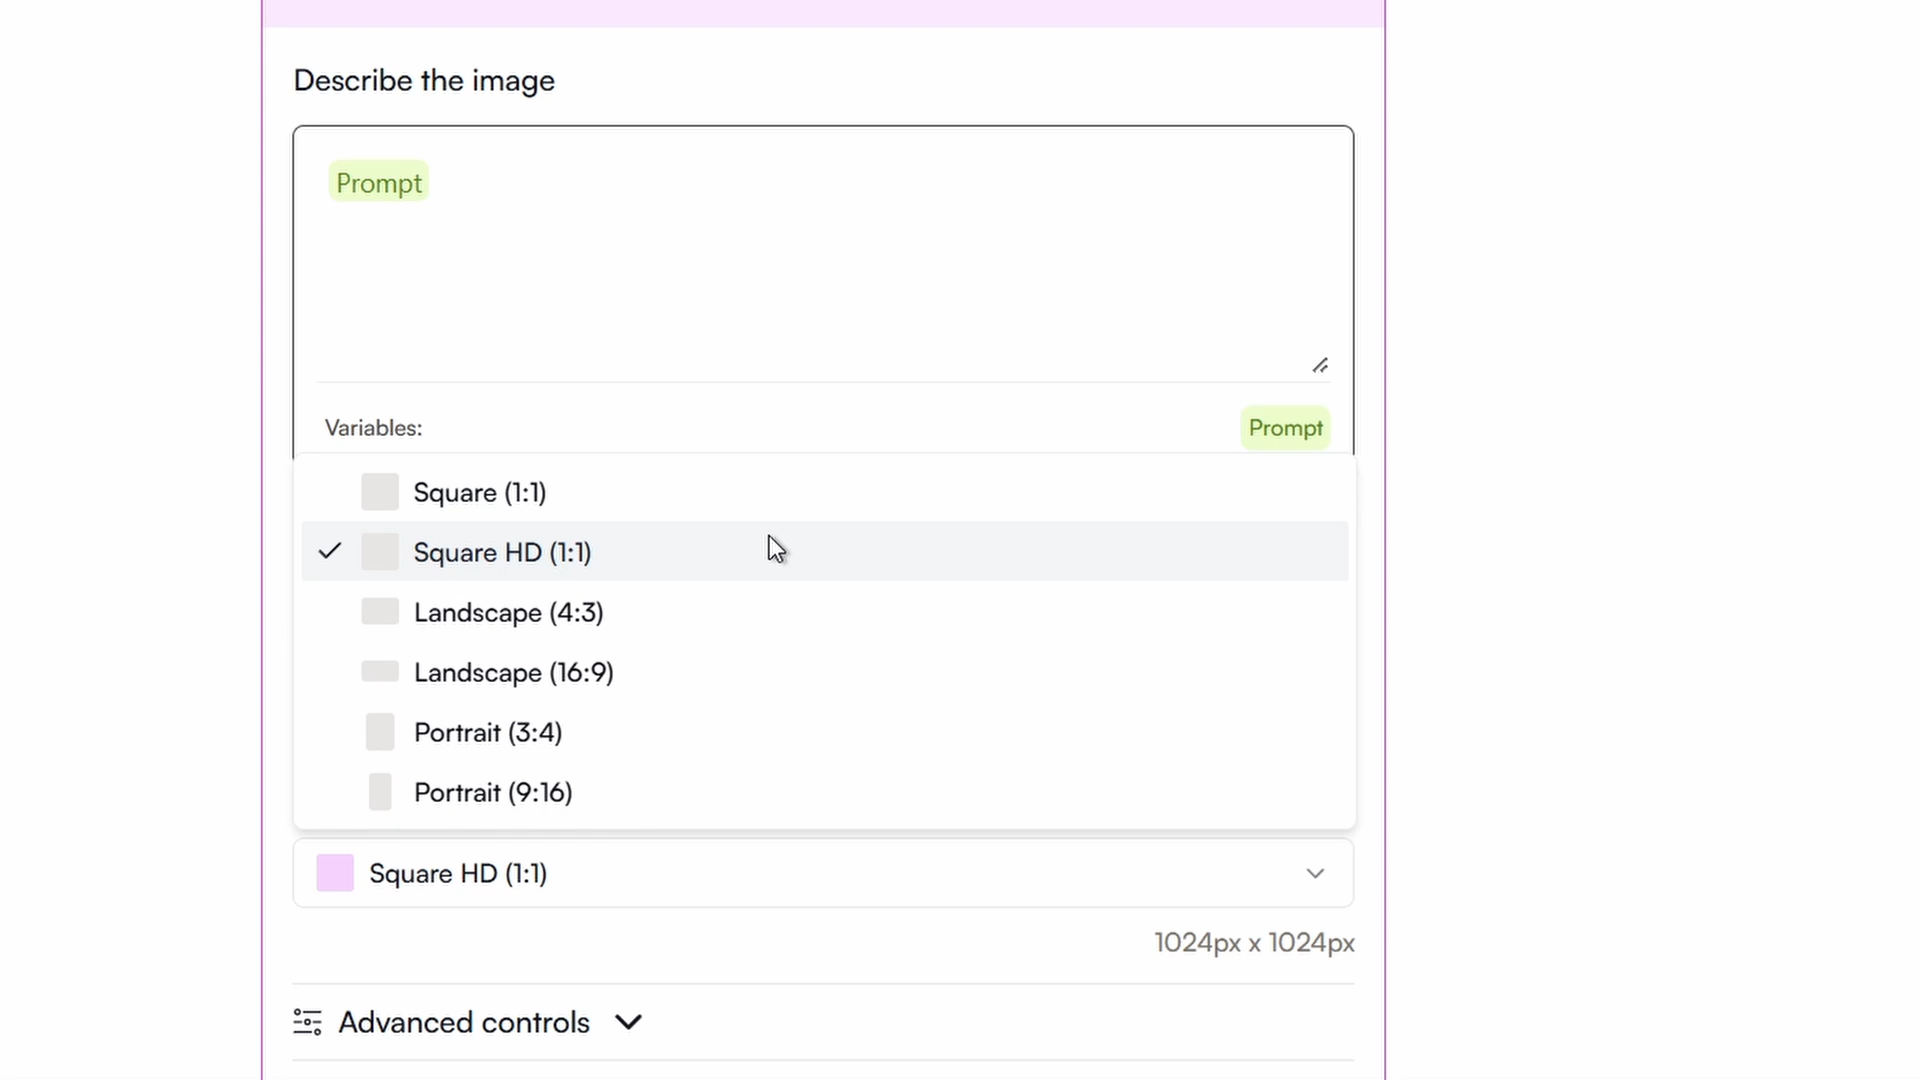 Describe the image
Prompt
Variables:
Prompt
Square (1:1)
Square HD (1:1)
Landscape (4:3)
Landscape (16:9)
Portrait (3:4)
Portrait (9:16)
Square HD (1:1)
1024px x 1024px
Advanced controls